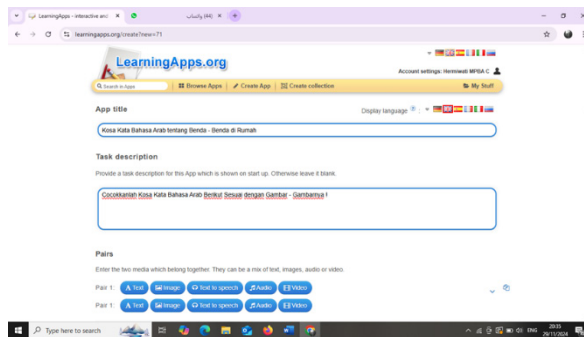 LearningApps - interactive and
(44) واتساب
learningapps.org/create?new=71
LearningApps.org
Account settings: Hermiwati MPBA C
Search in Apps
Browse Apps
Create App
Create collection
My Stuff
App title
Display language
Kosa Kata Bahasa Arab tentang Benda - Benda di Rumah
Task description
Provide a task description for this App which is shown on start up. Otherwise leave it blank.
Cocokkanlah Kosa Kata Bahasa Arab Berikut Sesuai dengan Gambar - Gambarnya !
Pairs
Enter the two media which belong together. They can be a mix of text, images, audio or video.
Pair 1: A Text Image Text to speech Audio Video
Pair 1: A Text Image Text to speech Audio Video
Type here to search
ENG
20:35
29/11/2024